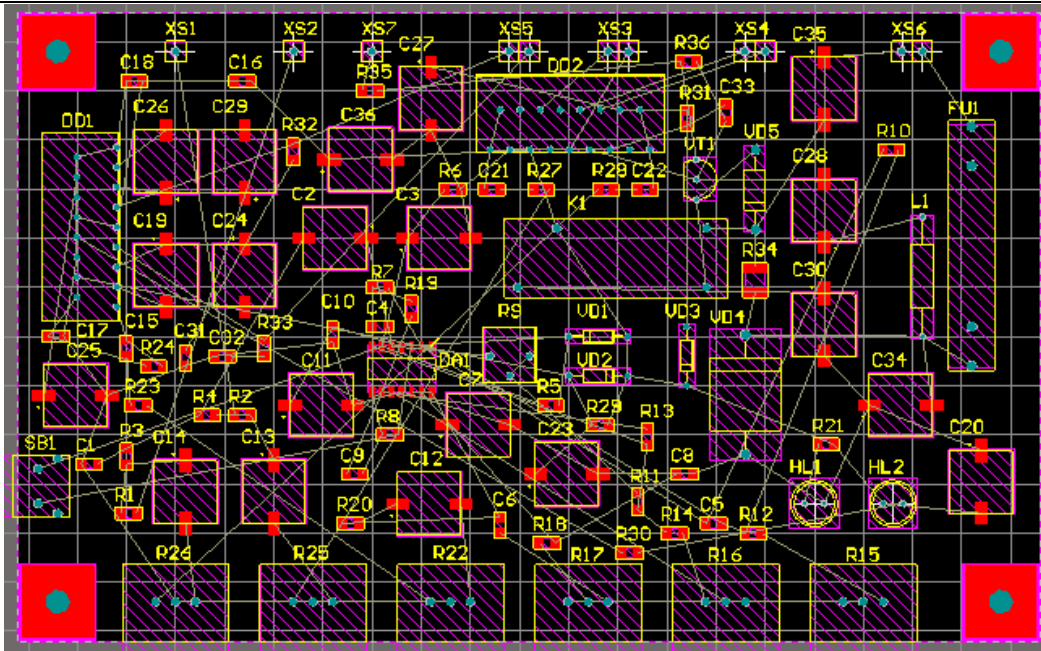 XS1 XS2 XS7 XS5 XS3 XS4 XS6
C35
C27 R36
C18 C16 R35 DD2
C26 C29 C36 R31 C33 FU1
DD1 R32 VT1 VD5 R10
R6 C21 R27 R28 C22 C28
C2 C3 K1 L1
C19 C24
R34
R7 R19 C30
C10 C4 R9 VD1 VD3 VD4
C17 C15 C31 C32 R33
R24 DA1 VD2
C25 C11 C7 C34
R23 R4 R2 R5
R8 R29 R13 C20
SB1 C1 R3 C14 C13 C23 R21
C9 C12 C8 HL1 HL2
R11
R1 R20 C6 R14 C5 R12
R18 R30
R26 R25 R22 R17 R16 R15